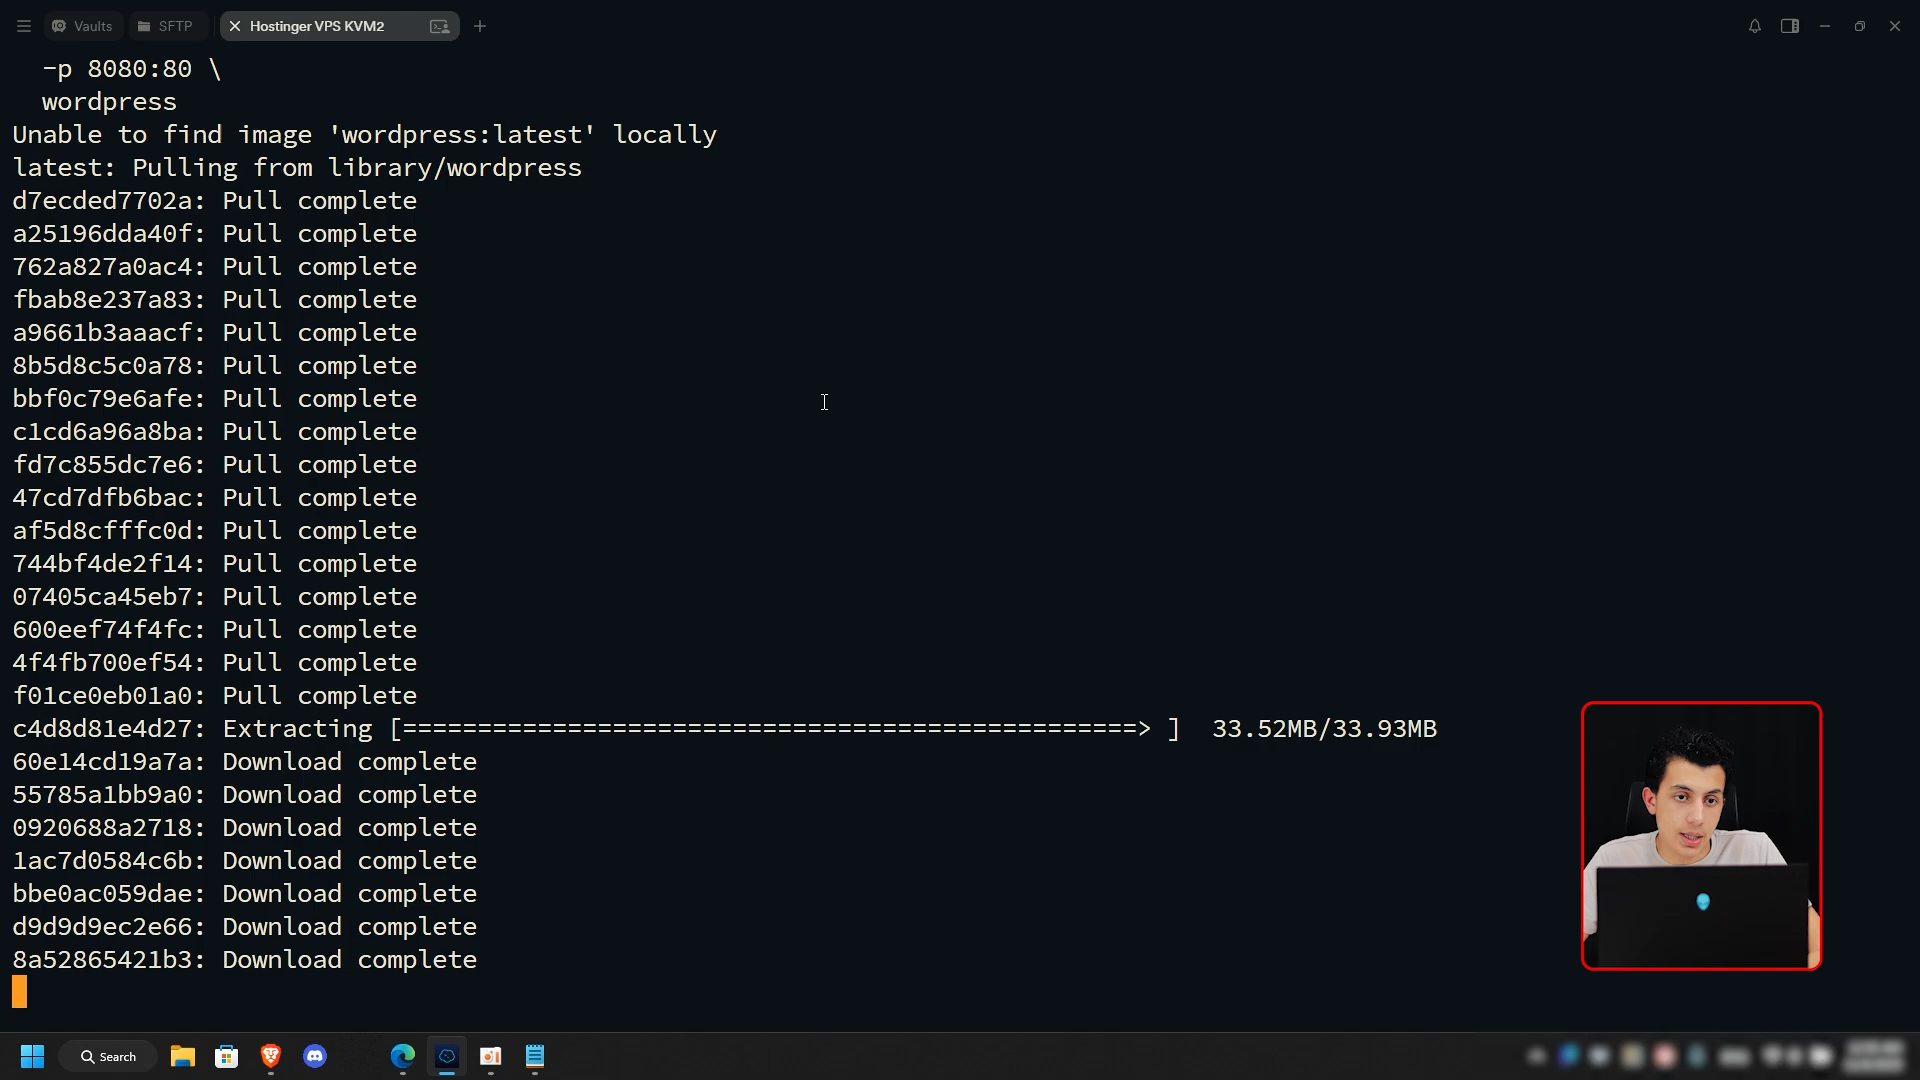 Vaults
SFTP
Hostinger VPS KVM2
-p 8080:80 \
wordpress
Unable to find image 'wordpress:latest' locally
latest: Pulling from library/wordpress
d7ecded7702a: Pull complete
a25196dda40f: Pull complete
762a827a0ac4: Pull complete
fbab8e237a83: Pull complete
a9661b3aaacf: Pull complete
8b5d8c5c0a78: Pull complete
bbf0c79e6afe: Pull complete
c1cd6a96a8ba: Pull complete
fd7c855dc7e6: Pull complete
47cd7dfb6bac: Pull complete
af5d8cfffc0d: Pull complete
744bf4de2f14: Pull complete
07405ca45eb7: Pull complete
600eef74f4fc: Pull complete
4f4fb700ef54: Pull complete
f01ce0eb01a0: Pull complete
c4d8d81e4d27: Extracting [=================================================> ] 33.52MB/33.93MB
60e14cd19a7a: Download complete
55785a1bb9a0: Download complete
0920688a2718: Download complete
1ac7d0584c6b: Download complete
bbe0ac059dae: Download complete
d9d9d9ec2e66: Download complete
8a52865421b3: Download complete
Search